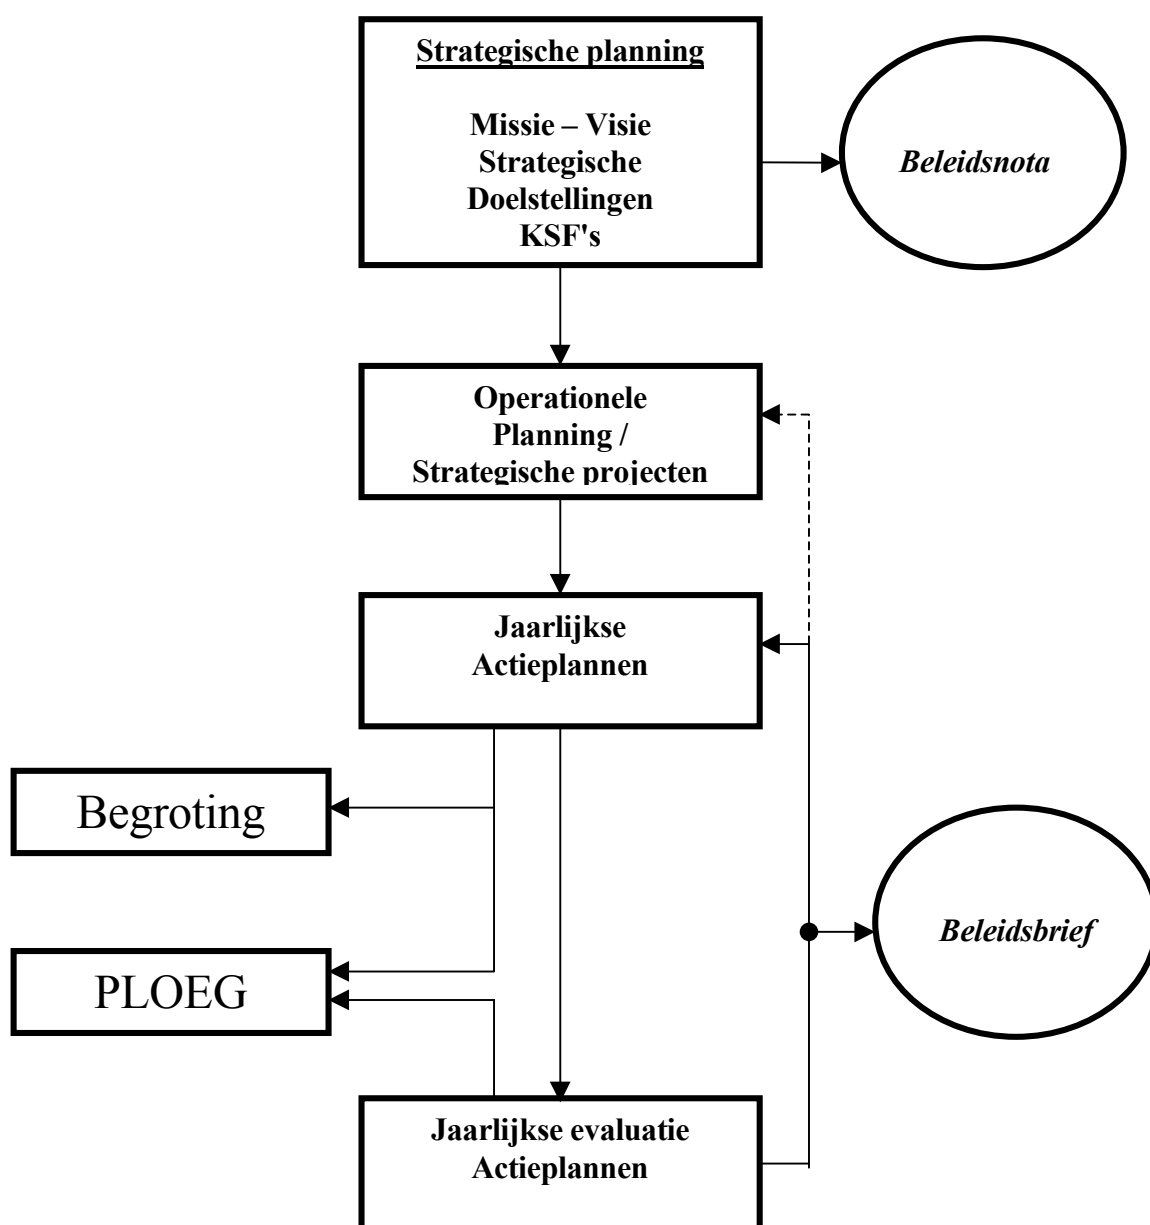 Strategische planning
Missie – Visie
Strategische
Doelstellingen
KSF's
Beleidsnota
Operationele
Planning /
Strategische projecten
Jaarlijkse
Actieplannen
Begroting
PLOEG
Beleidsbrief
Jaarlijkse evaluatie
Actieplannen